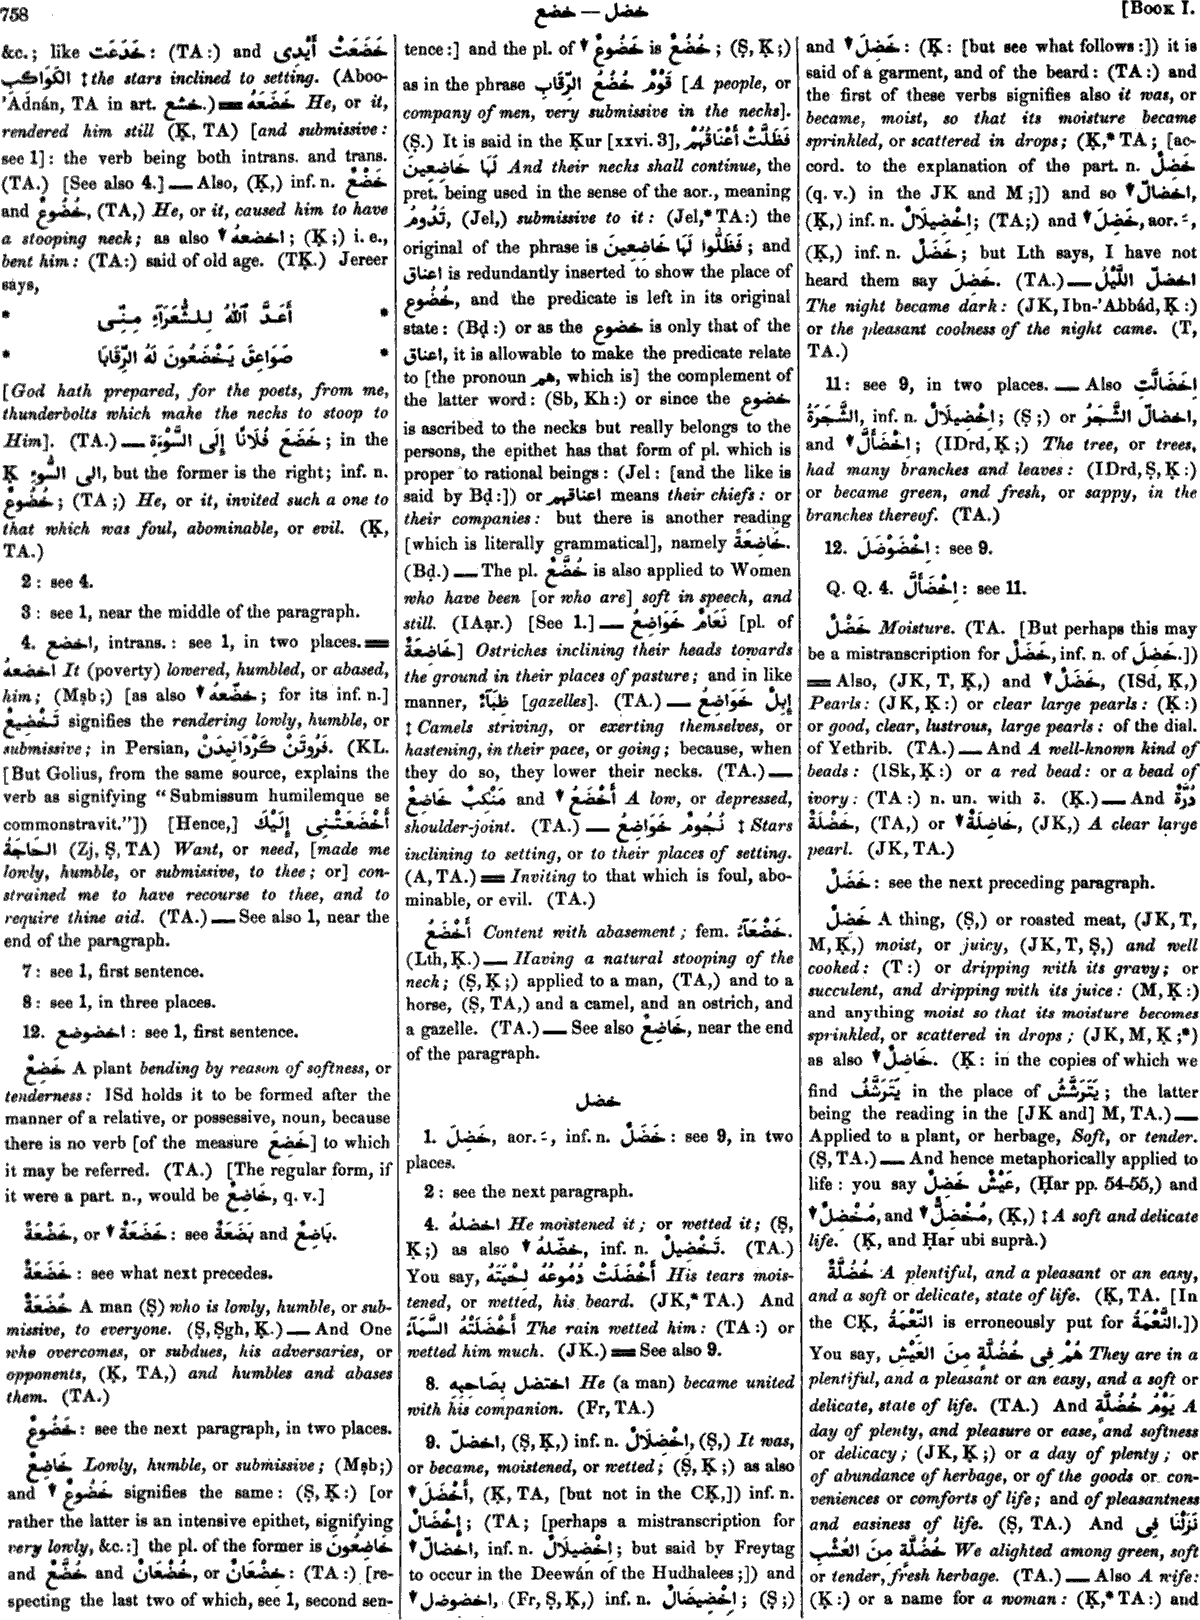 758
خضل — خضع
[Book I.
&c.; like خَدَعَت: (TA:) and خَضَعَتْ أَيْدِى
الكَوَاكِبِ ‡ the stars inclined to setting. (Aboo-
'Adnán, TA in art. خشع.) ═ خَضَعَهُ He, or it,
rendered him still (Ḳ, TA) [and submissive:
see 1]: the verb being both intrans. and trans.
(TA.) [See also 4.] — Also, (Ḳ,) inf. n. خَضْعٌ
and خُضُوعٌ, (TA,) He, or it, caused him to have
a stooping neck; as also ▼ اخضعهُ; (Ḳ;) i. e.,
bent him: (TA:) said of old age. (TḲ.) Jereer
says,
* أَعَدَّ ٱللّٰهُ لِلشُّعَرَآءِ مِنِّى *
* صَوَاعِقَ يَخْضَعُونَ لَهُ الرِّقَابَا *
[God hath prepared, for the poets, from me,
thunderbolts which make the necks to stoop to
Him]. (TA.) — خَضَعَ فُلَانًا إِلَى السَّوْءَةِ; in the
Ḳ الى السُّوْءِ, but the former is the right; inf. n.
خُضُوعٌ; (TA;) He, or it, invited such a one to
that which was foul, abominable, or evil. (Ḳ,
TA.)
2: see 4.
3: see 1, near the middle of the paragraph.
4. اخضع, intrans.: see 1, in two places. ═
اخضعهُ It (poverty) lowered, humbled, or abased,
him; (Mṣb;) [as also ▼ خضّعهُ; for its inf. n.]
تَخْضِيعٌ signifies the rendering lowly, humble, or
submissive; in Persian, فَرُوتَنْ كَرْدَانِيدَنْ. (KL.
[But Golius, from the same source, explains the
verb as signifying "Submissum humilemque se
commonstravit."]) [Hence,] أَخْضَعَتْنِى إِلَيْكَ
الحَاجَةُ (Zj, Ṣ, TA) Want, or need, [made me
lowly, humble, or submissive, to thee; or] con-
strained me to have recourse to thee, and to
require thine aid. (TA.) — See also 1, near the
end of the paragraph.
7: see 1, first sentence.
8: see 1, in three places.
12. اخضوضع: see 1, first sentence.
خَضِعٌ A plant bending by reason of softness, or
tenderness: ISd holds it to be formed after the
manner of a relative, or possessive, noun, because
there is no verb [of the measure خَضِعَ] to which
it may be referred. (TA.) [The regular form, if
it were a part. n., would be خَاضِعٌ, q. v.]
خَضْعَةٌ, or ▼ خَضَعَةٌ: see بَضَعَةٌ and بَاضِعٌ.
خَضَعَةٌ: see what next precedes.
خُضَعَةٌ A man (Ṣ) who is lowly, humble, or sub-
missive, to everyone. (Ṣ, Ṣgh, Ḳ.) — And One
who overcomes, or subdues, his adversaries, or
opponents, (Ḳ, TA,) and humbles and abases
them. (TA.)
خَضُوعٌ: see the next paragraph, in two places.
خَاضِعٌ Lowly, humble, or submissive; (Mṣb;)
and ▼ خَضُوعٌ signifies the same: (Ṣ, Ḳ:) [or
rather the latter is an intensive epithet, signifying
very lowly, &c.:] the pl. of the former is خَاضِعُونَ
and خُضَّعٌ and خُضْعَانٌ, or خِضْعَانٌ: (TA:) [re-
specting the last two of which, see 1, second sen-
tence:] and the pl. of ▼ خَضُوعٌ is خُضُعٌ; (Ṣ, Ḳ;)
as in the phrase قَوْمٌ خُضُعُ الرِّقَابِ [A people, or
company of men, very submissive in the necks].
(Ṣ.) It is said in the Ḳur [xxvi. 3], فَظَلَّتْ أَعْنَاقُهُمْ
لَهَا خَاضِعِينَ And their necks shall continue, the
pret. being used in the sense of the aor., meaning
تَدُومُ, (Jel,) submissive to it: (Jel,* TA:) the
original of the phrase is فَظَلُّوا لَهَا خَاضِعِينَ; and
اعناق is redundantly inserted to show the place of
خُضُوع, and the predicate is left in its original
state: (Bḍ:) or as the خضوع is only that of the
اعناق, it is allowable to make the predicate relate
to [the pronoun هم, which is] the complement of
the latter word: (Sb, Kh:) or since the خضوع
is ascribed to the necks but really belongs to the
persons, the epithet has that form of pl. which is
proper to rational beings: (Jel: [and the like is
said by Bḍ:]) or اعناقهم means their chiefs: or
their companies: but there is another reading
[which is literally grammatical], namely خَاضِعَةً.
(Bḍ.) — The pl. خُضَّعٌ is also applied to Women
who have been [or who are] soft in speech, and
still. (IAạr.) [See 1.] — نَعَامٌ خَوَاضِعُ [pl. of
خَاضِعَةٌ] Ostriches inclining their heads towards
the ground in their places of pasture; and in like
manner, ظِبَآءٌ [gazelles]. (TA.) — إِبِلٌ خَوَاضِعُ
‡ Camels striving, or exerting themselves, or
hastening, in their pace, or going; because, when
they do so, they lower their necks. (TA.) —
مَنْكِبٌ خَاضِعٌ and ▼ أَخْضَعُ A low, or depressed,
shoulder-joint. (TA.) — نُجُومٌ خَوَاضِعُ ‡ Stars
inclining to setting, or to their places of setting.
(A, TA.) ═ Inviting to that which is foul, abo-
minable, or evil. (TA.)
أَخْضَعُ Content with abasement; fem. خَضْعَآءُ.
(Lth, Ḳ.) — Having a natural stooping of the
neck; (Ṣ, Ḳ;) applied to a man, (TA,) and to a
horse, (Ṣ, TA,) and a camel, and an ostrich, and
a gazelle. (TA.) — See also خَاضِعٌ, near the end
of the paragraph.
خضل
1. خَضِلَ, aor. ـَ, inf. n. خَضَلٌ: see 9, in two
places.
2: see the next paragraph.
4. اخضلهُ He moistened it; or wetted it; (Ṣ,
Ḳ;) as also ▼ خضّلهُ, inf. n. تَخْضِيلٌ. (TA.)
You say, أَخْضَلَتْ دُمُوعُهُ لِحْيَتَهُ His tears mois-
tened, or wetted, his beard. (JK,* TA.) And
أَخْضَلَتْهُ السَّمَآءُ The rain wetted him: (TA:) or
wetted him much. (JK.) ═ See also 9.
8. اختضل بِصَاحِبِهِ He (a man) became united
with his companion. (Fr, TA.)
9. اخضلّ, (Ṣ, Ḳ,) inf. n. اِخْضِلَالٌ, (Ṣ,) It was,
or became, moistened, or wetted; (Ṣ, Ḳ;) as also
▼ أَخْضَلَ, (Ḳ, TA, [but not in the CḲ,]) inf. n.
إِخْضَالٌ; (TA; [perhaps a mistranscription for
▼ اخضالّ, inf. n. اِخْضِيلَالٌ; but said by Freytag
to occur in the Deewán of the Hudhalees;]) and
▼ اخضوضل, (Fr, Ṣ, Ḳ,) inf. n. اِخْضِيضَالٌ; (Ṣ;)
and ▼ خَضِلَ: (Ḳ: [but see what follows:]) it is
said of a garment, and of the beard: (TA:) and
the first of these verbs signifies also it was, or
became, moist, so that its moisture became
sprinkled, or scattered in drops; (Ḳ,* TA; [ac-
cord. to the explanation of the part. n. خَضِلٌ
(q. v.) in the JK and M;]) and so ▼ اخضالّ,
(Ḳ,) inf. n. اِخْضِيلَالٌ; (TA;) and ▼ خَضِلَ, aor. ـَ,
(Ḳ,) inf. n. خَضَلٌ; but Lth says, I have not
heard them say خَضِلَ. (TA.) — اخضلّ اللَّيْلُ
The night became dark: (JK, Ibn-'Abbád, Ḳ:)
or the pleasant coolness of the night came. (T,
TA.)
11: see 9, in two places. — Also اِخْضَالَّتِ
الشَّجَرَةُ, inf. n. اِخْضِيلَالٌ; (Ṣ;) or اخضالّ الشَّجَرُ,
and ▼ اِخْضَأَلَّ; (IDrd, Ḳ;) The tree, or trees,
had many branches and leaves: (IDrd, Ṣ, Ḳ:)
or became green, and fresh, or sappy, in the
branches thereof. (TA.)
12. اِخْضَوْضَلَ: see 9.
Q. Q. 4. اِخْضَأَلَّ: see 11.
خَضْلٌ Moisture. (TA. [But perhaps this may
be a mistranscription for خَضَلٌ, inf. n. of خَضِلَ.])
═ Also, (JK, T, Ḳ,) and ▼ خَضَلٌ, (ISd, Ḳ,)
Pearls: (JK, Ḳ:) or clear large pearls: (Ḳ:)
or good, clear, lustrous, large pearls: of the dial.
of Yethrib. (TA.) — And A well-known kind of
beads: (ISk, Ḳ:) or a red bead: or a bead of
ivory: (TA:) n. un. with ة. (Ḳ.) — And دُرَّةٌ
خَضْلَةٌ, (TA,) or ▼ خَاضِلَةٌ, (JK,) A clear large
pearl. (JK, TA.)
خَضَلٌ: see the next preceding paragraph.
خَضِلٌ A thing, (Ṣ,) or roasted meat, (JK, T,
M, Ḳ,) moist, or juicy, (JK, T, Ṣ,) and well
cooked: (T:) or dripping with its gravy; or
succulent, and dripping with its juice: (M, Ḳ:)
and anything moist so that its moisture becomes
sprinkled, or scattered in drops; (JK, M, Ḳ;*)
as also ▼ خَاضِلٌ. (Ḳ: in the copies of which we
find يَتَرَشَّفُ in the place of يَتَرَشَّشُ; the latter
being the reading in the [JK and] M, TA.) —
Applied to a plant, or herbage, Soft, or tender.
(Ṣ, TA.) — And hence metaphorically applied to
life: you say عَيْشٌ خَضِلٌ, (Ḥar pp. 54-55,) and
▼ مُخْضِلٌ, and ▼ مُخْضَلٌّ, (Ḳ,) ‡ A soft and delicate
life. (Ḳ, and Ḥar ubi suprà.)
خُضُلَّةٌ A plentiful, and a pleasant or an easy,
and a soft or delicate, state of life. (Ḳ, TA. [In
the CḲ, النِّعْمَةُ is erroneously put for النَّعْمَةُ.])
You say, هُمْ فِى خُضُلَّةٍ مِنَ العَيْشِ They are in a
plentiful, and a pleasant or an easy, and a soft or
delicate, state of life. (TA.) And يَوْمُ خُضُلَّةٍ A
day of plenty, and pleasure or ease, and softness
or delicacy; (JK, Ḳ;) or a day of plenty; or
of abundance of herbage, or of the goods or con-
veniences or comforts of life; and of pleasantness
and easiness of life. (Ṣ, TA.) And نَزَلْنَا فِى
خُضُلَّةٍ مِنَ العُشْبِ We alighted among green, soft
or tender, fresh herbage. (TA.) — Also A wife:
(Ḳ:) or a name for a woman: (Ḳ,* TA:) and